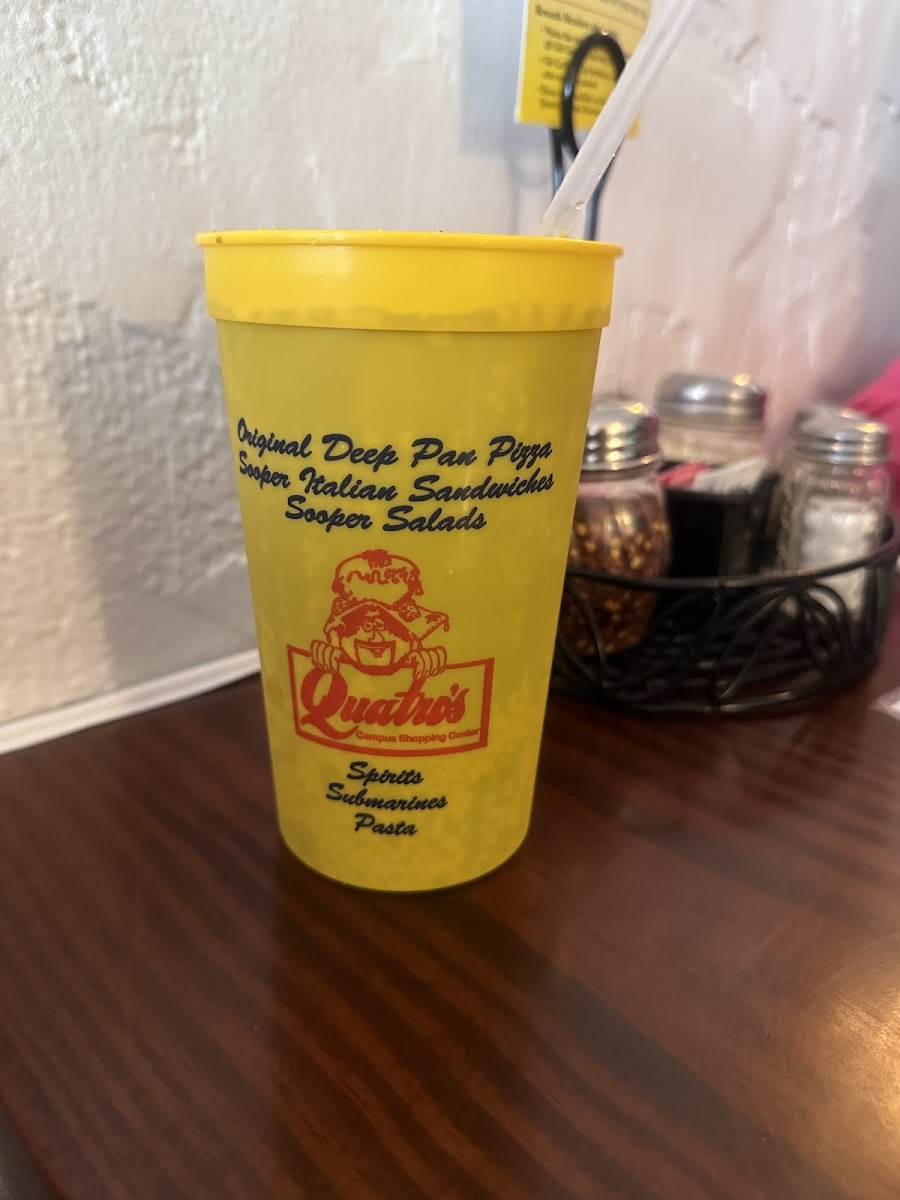 Original Deep Pan Pizza
Sooper Italian Sandwiches
Sooper Salads
Quatro's
Campus Shopping Center
Spirits
Submarines
Pasta